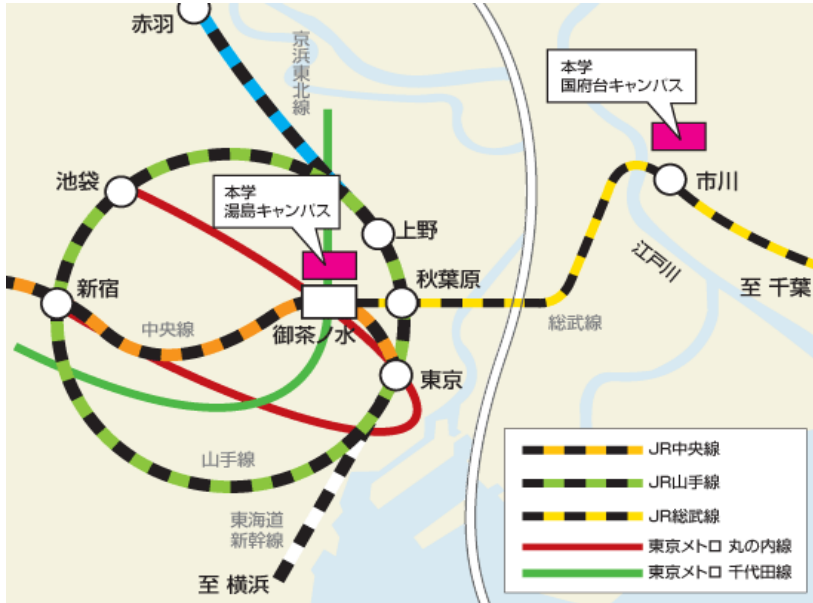 赤羽
京浜東北線
本学
国府台キャンパス
池袋
本学
湯島キャンパス
市川
上野
新宿
秋葉原
江戸川
至 千葉
中央線
御茶ノ水
総武線
東京
山手線
東海道
新幹線
至 横浜
JR中央線
JR山手線
JR総武線
東京メトロ 丸の内線
東京メトロ 千代田線